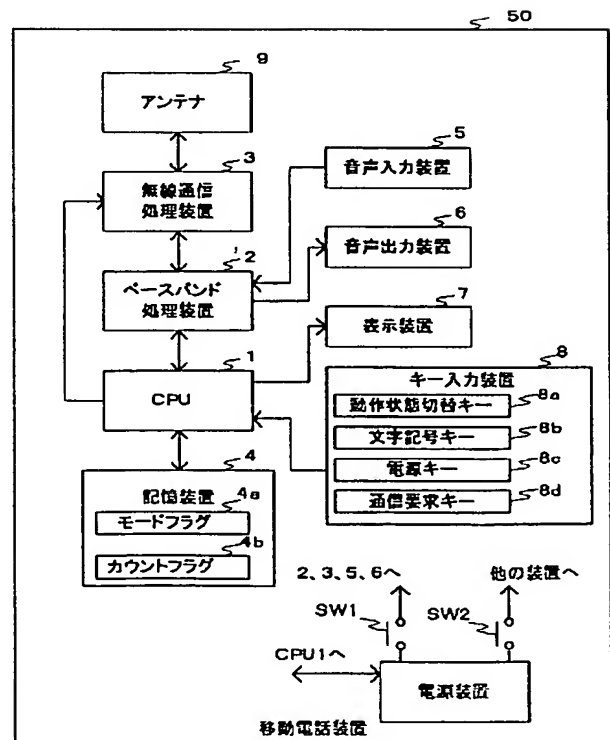 50
9
アンテナ
3
無線通信
処理装置
5
音声入力装置
6
音声出力装置
2
ベースバンド
処理装置
7
表示装置
1
CPU
8
キー入力装置
動作状態切替キー
8a
文字記号キー
8b
電源キー
8c
通信要求キー
8d
4
記憶装置
4a
モードフラグ
4b
カウントフラグ
2、3、5、6へ
他の装置へ
SW1
SW2
CPU1へ
電源装置
移動電話装置